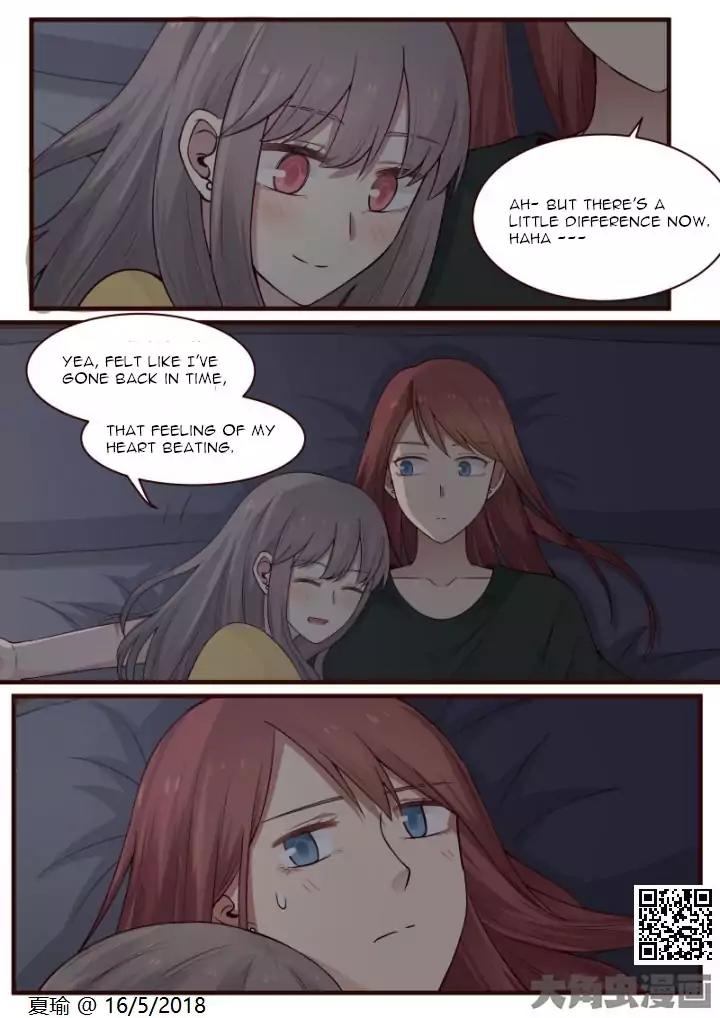 AH- BUT THERE'S A
LITTLE DIFFERENCE NOW.
HAHA ---
YEA, FELT LIKE I'VE
GONE BACK IN TIME,
THAT FEELING OF MY
HEART BEATING.
大角虫漫画
夏瑜 @ 16/5/2018